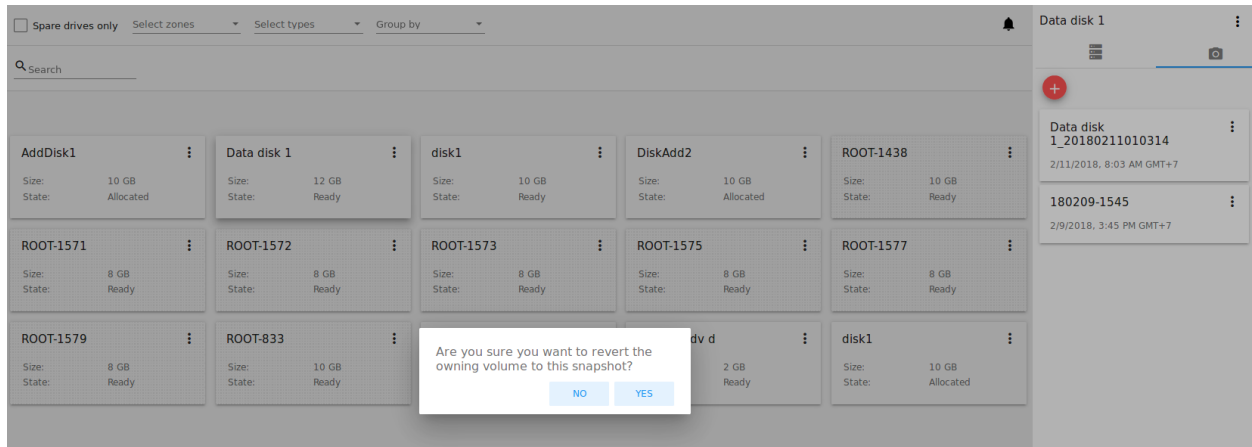 Spare drives only Select zones Select types Group by
Search
Data disk 1
AddDisk1
Size: 10 GB
State: Allocated
Data disk 1
Size: 12 GB
State: Ready
disk1
Size: 10 GB
State: Ready
DiskAdd2
Size: 10 GB
State: Allocated
ROOT-1438
Size: 10 GB
State: Ready
ROOT-1571
Size: 8 GB
State: Ready
ROOT-1572
Size: 8 GB
State: Ready
ROOT-1573
Size: 8 GB
State: Ready
ROOT-1575
Size: 8 GB
State: Ready
ROOT-1577
Size: 8 GB
State: Ready
ROOT-1579
Size: 8 GB
State: Ready
ROOT-833
Size: 10 GB
State: Ready
dv d
2 GB
Ready
disk1
Size: 10 GB
State: Allocated
Are you sure you want to revert the
owning volume to this snapshot?
NO YES
Data disk
1_20180211010314
2/11/2018, 8:03 AM GMT+7
180209-1545
2/9/2018, 3:45 PM GMT+7